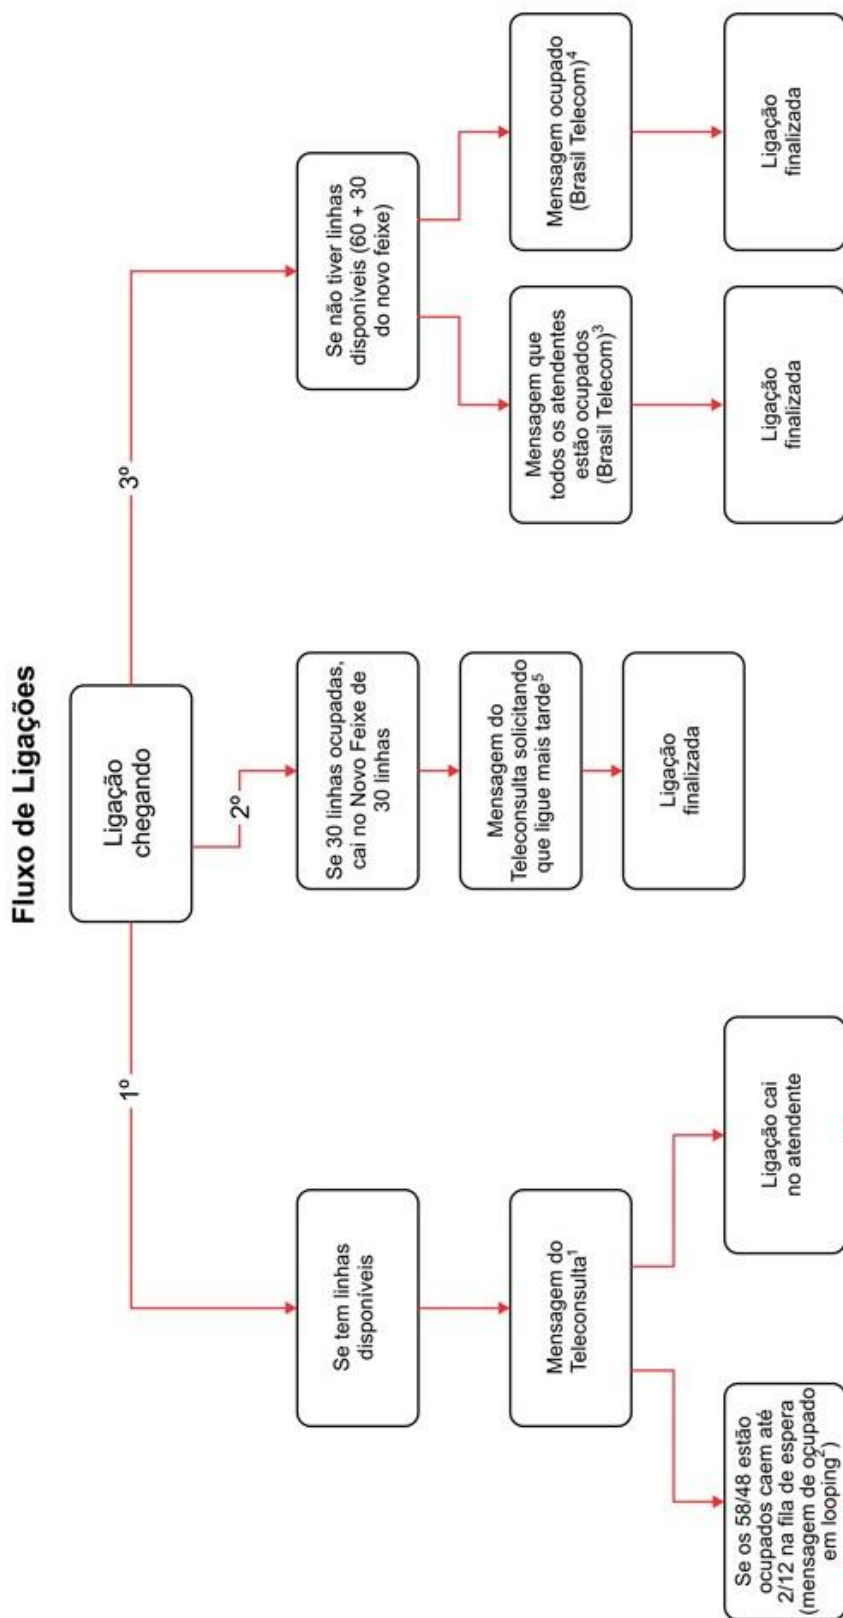 Fluxo de Ligações
Ligação
chegando
1º
2º
3º
Se tem linhas
disponíveis
Mensagem do
Teleconsulta¹
Se os 58/48 estão
ocupados caem até
2/12 na fila de espera
(mensagem de ocupado
em looping²)
Ligação cai
no atendente
Se 30 linhas ocupadas,
cai no Novo Feixe de
30 linhas
Mensagem do
Teleconsulta solicitando
que ligue mais tarde⁵
Ligação
finalizada
Se não tiver linhas
disponíveis (60 + 30
do novo feixe)
Mensagem que
todos os atendentes
estão ocupados
(Brasil Telecom)³
Ligação
finalizada
Mensagem ocupado
(Brasil Telecom)⁴
Ligação
finalizada